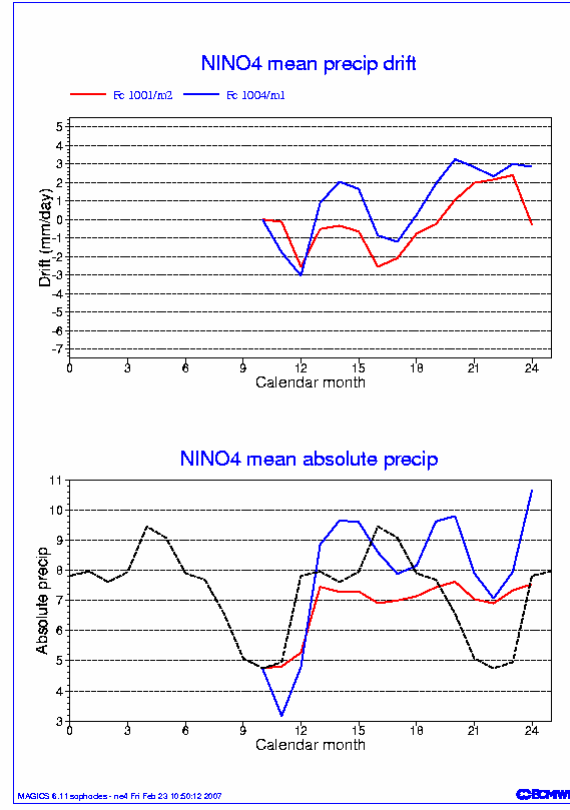 NINO4 mean precip drift
Fc 1001/m2 Fc 1004/m1
5
4
3
2
1
0
-1
-2
-3
-4
-5
-6
-7
Drift (mm/day)
0 3 6 9 12 15 18 21 24
Calendar month
NINO4 mean absolute precip
11
10
9
8
7
6
5
4
3
Absolute precip
0 3 6 9 12 15 18 21 24
Calendar month
MAGICS 6.11 sophocles - ne4 Fri Feb 23 10:50:12 2007
ECMWF